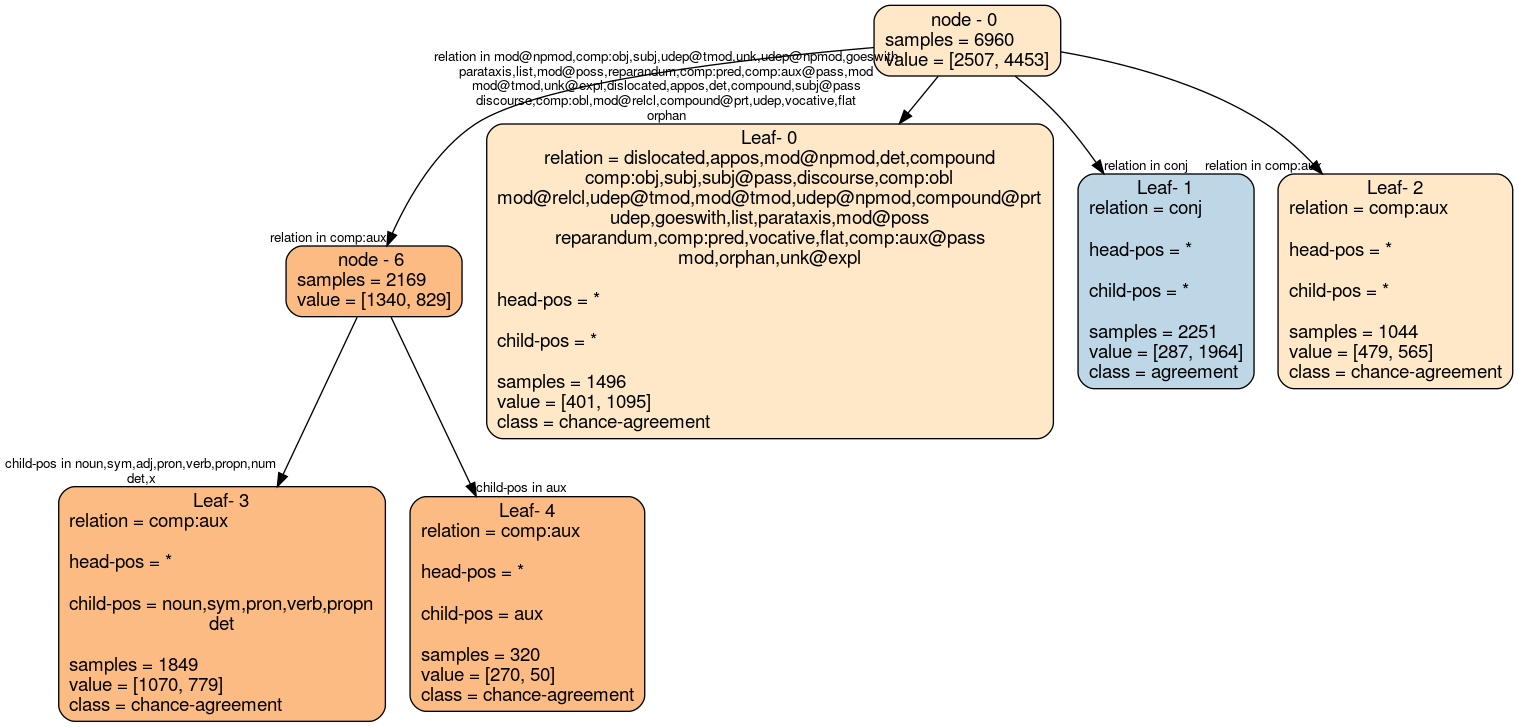 node - 0
samples = 6960
value = [2507, 4453]
relation in mod@npmod,comp:obj,subj,udep@tmod,unk,udep@npmod,goeswith
parataxis,list,mod@poss,reparandum,comp:pred,comp:aux@pass,mod
mod@tmod,unk@expl,dislocated,appos,det,compound,subj@pass
discourse,comp:obl,mod@relcl,compound@prt,udep,vocative,flat
orphan
Leaf- 0
relation = dislocated,appos,mod@npmod,det,compound
comp:obj,subj,subj@pass,discourse,comp:obl
mod@relcl,udep@tmod,mod@tmod,udep@npmod,compound@prt
udep,goeswith,list,parataxis,mod@poss
reparandum,comp:pred,vocative,flat,comp:aux@pass
mod,orphan,unk@expl
head-pos = *
child-pos = *
samples = 1496
value = [401, 1095]
class = chance-agreement
relation in conj
Leaf- 1
relation = conj
head-pos = *
child-pos = *
samples = 2251
value = [287, 1964]
class = agreement
relation in comp:aux
Leaf- 2
relation = comp:aux
head-pos = *
child-pos = *
samples = 1044
value = [479, 565]
class = chance-agreement
relation in comp:aux
node - 6
samples = 2169
value = [1340, 829]
child-pos in noun,sym,adj,pron,verb,propn,num
det,x
Leaf- 3
relation = comp:aux
head-pos = *
child-pos = noun,sym,pron,verb,propn
det
samples = 1849
value = [1070, 779]
class = chance-agreement
child-pos in aux
Leaf- 4
relation = comp:aux
head-pos = *
child-pos = aux
samples = 320
value = [270, 50]
class = chance-agreement